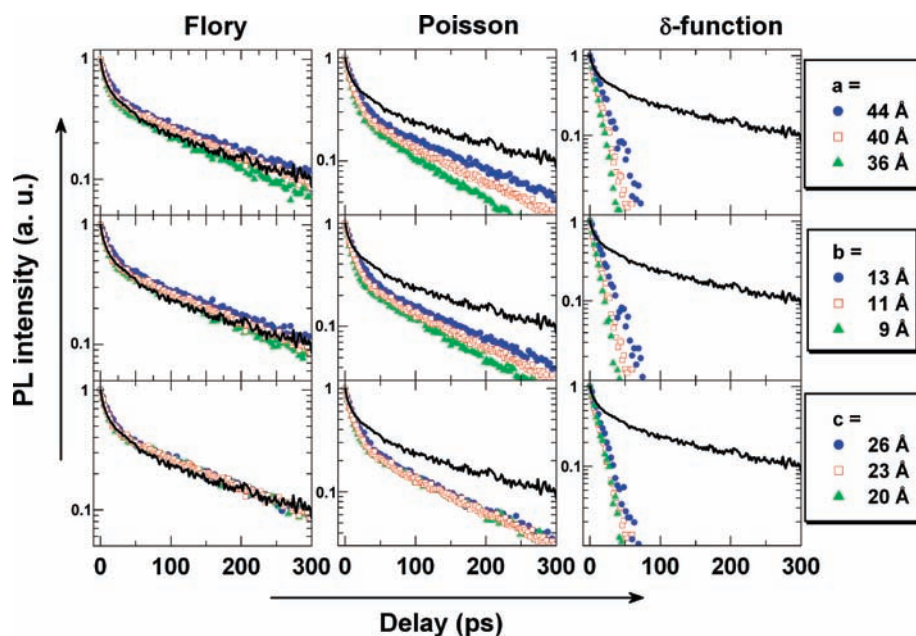 Flory Poisson δ-function
PL intensity (a. u.)
1
0.1
1
0.1
1
0.1
1
0.1
1
0.1
1
0.1
1
0.1
1
0.1
1
0.1
a =
44 Å
40 Å
36 Å
b =
13 Å
11 Å
9 Å
c =
26 Å
23 Å
20 Å
0 100 200 300 0 100 200 300 0 100 200 300
Delay (ps)